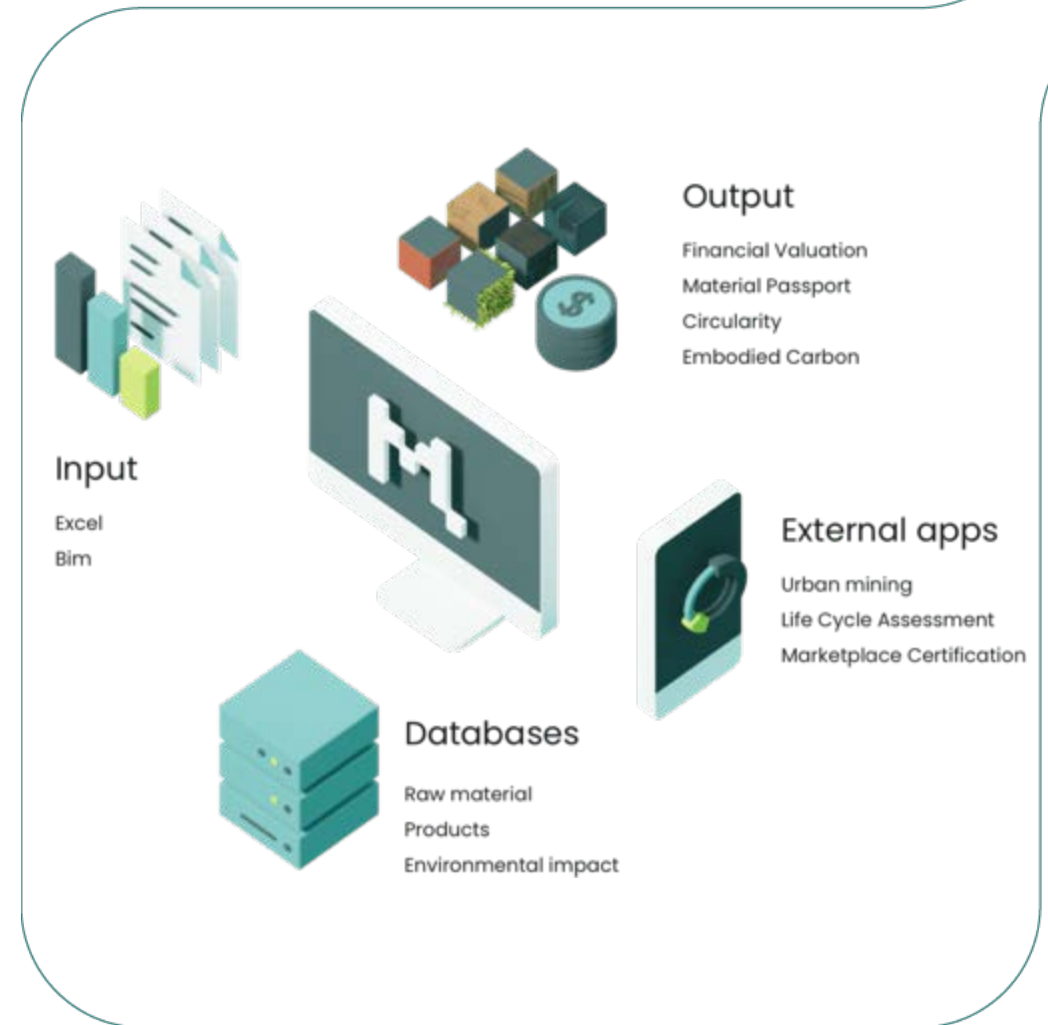 Output
Financial Valuation
Material Passport
Circularity
Embodied Carbon
Input
Excel
Bim
M
$
External apps
Urban mining
Life Cycle Assessment
Marketplace Certification
Databases
Raw material
Products
Environmental impact